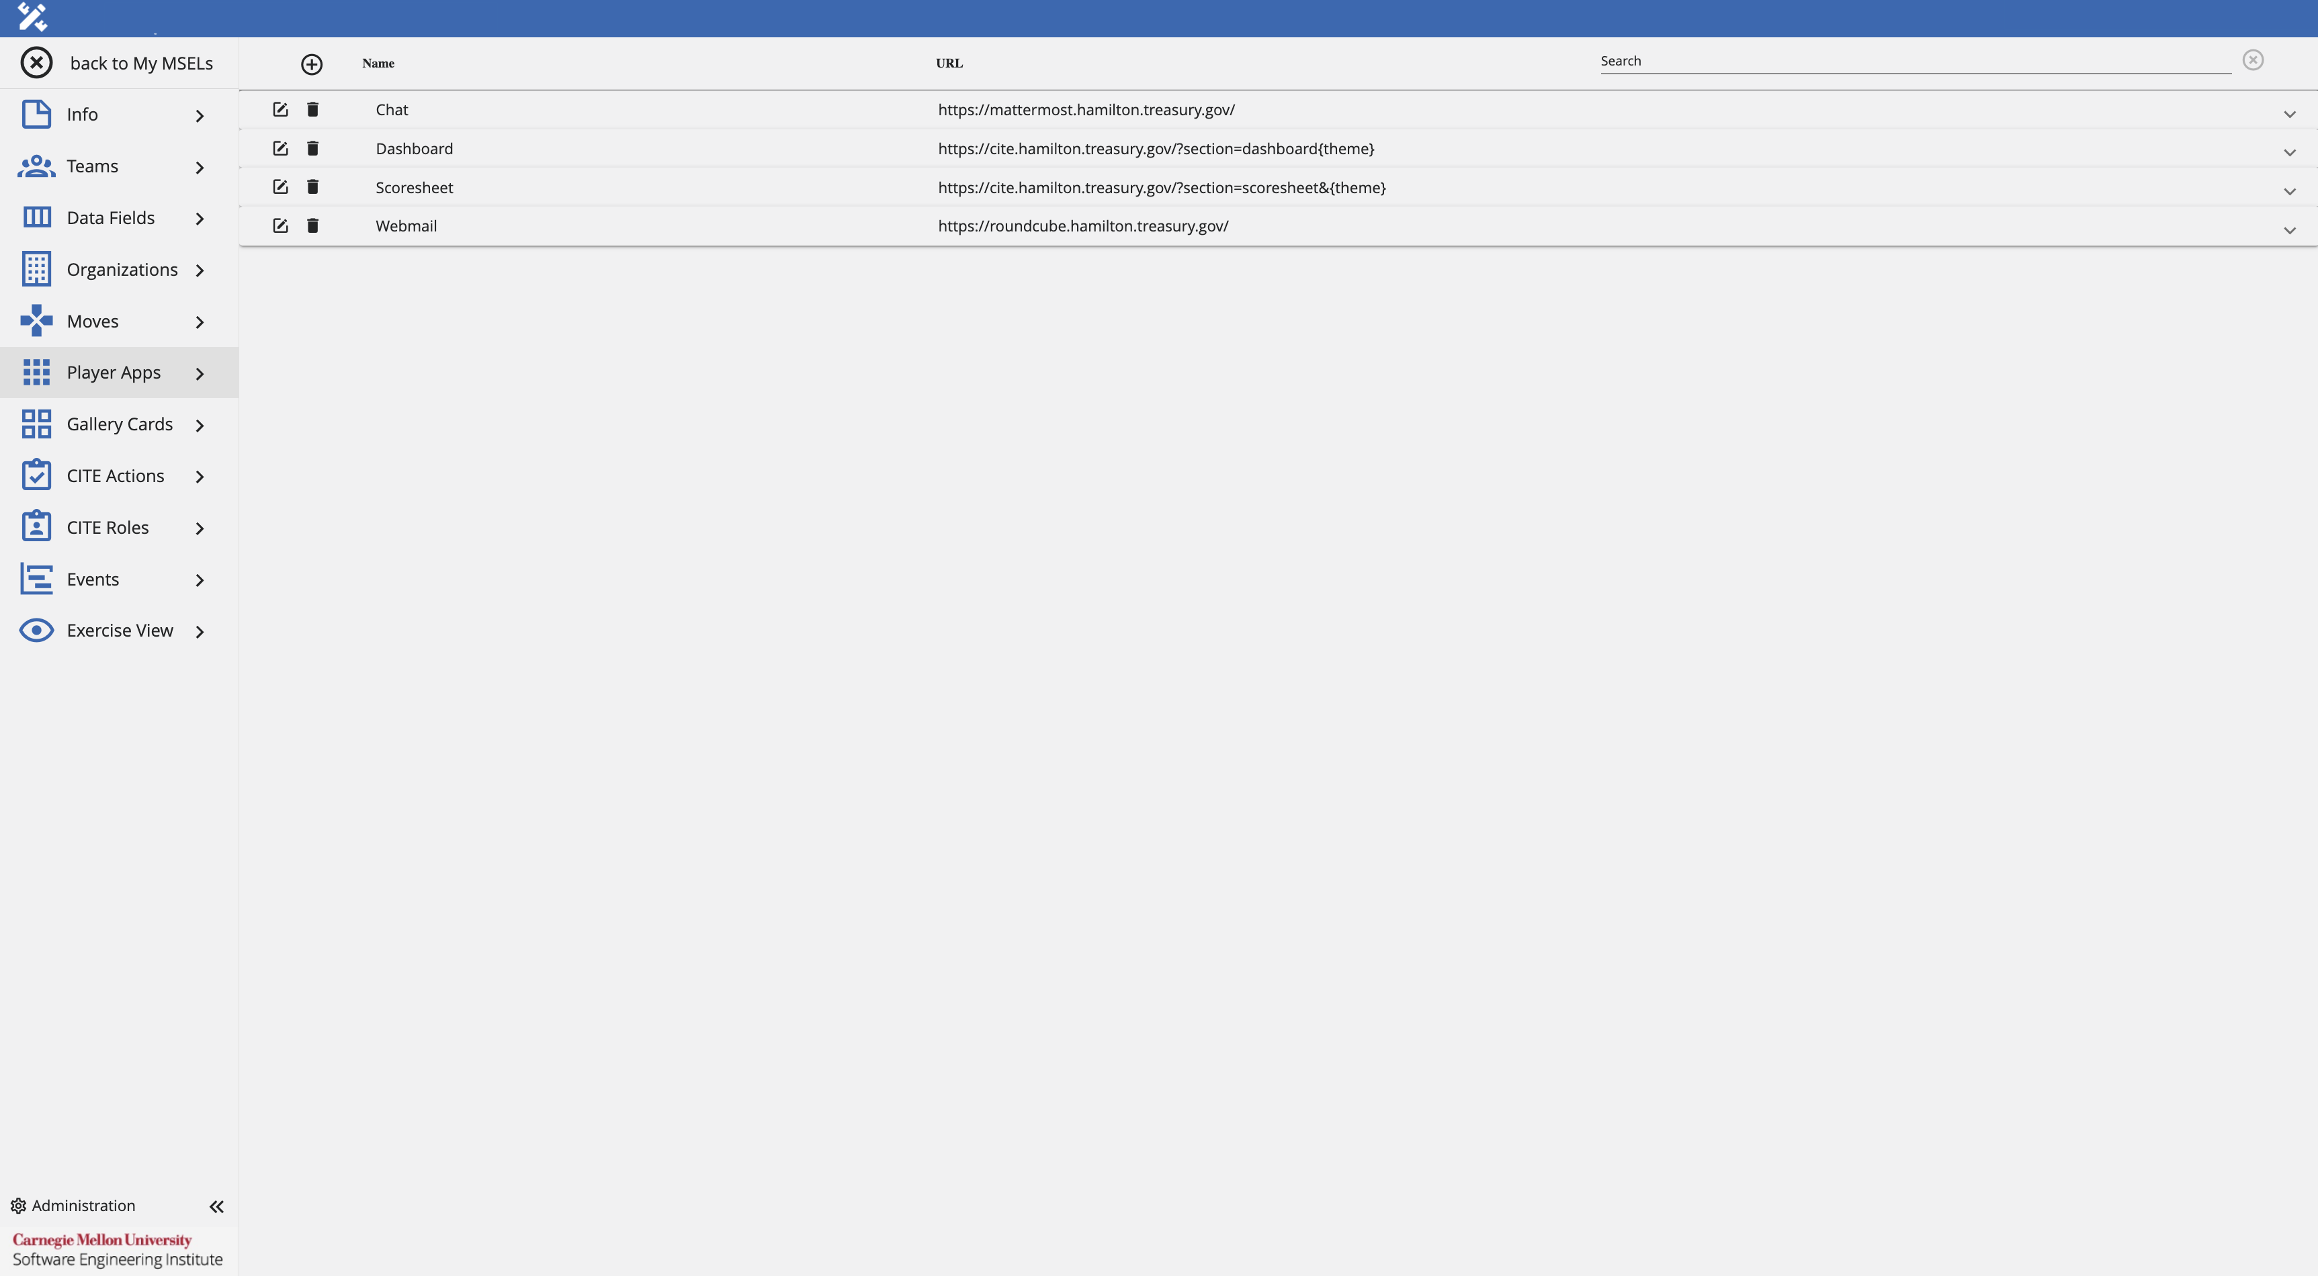 back to My MSELs
Name
URL
Search
Info
Teams
Data Fields
Organizations
Moves
Player Apps
Gallery Cards
CITE Actions
CITE Roles
Events
Exercise View
Chat
https://mattermost.hamilton.treasury.gov/
Dashboard
https://cite.hamilton.treasury.gov/?section=dashboard{theme}
Scoresheet
https://cite.hamilton.treasury.gov/?section=scoresheet&{theme}
Webmail
https://roundcube.hamilton.treasury.gov/
Administration
Carnegie Mellon University
Software Engineering Institute